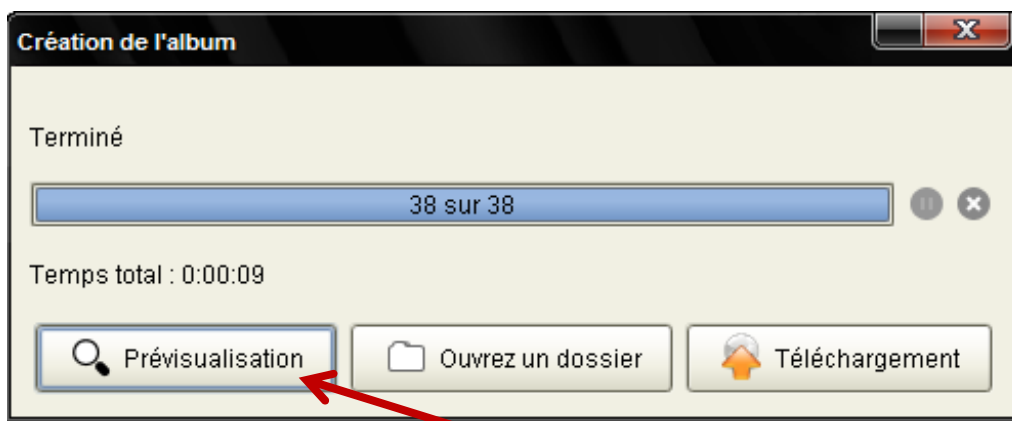 Création de l'album
Terminé
38 sur 38
Temps total : 0:00:09
Prévisualisation
Ouvrez un dossier
Téléchargement